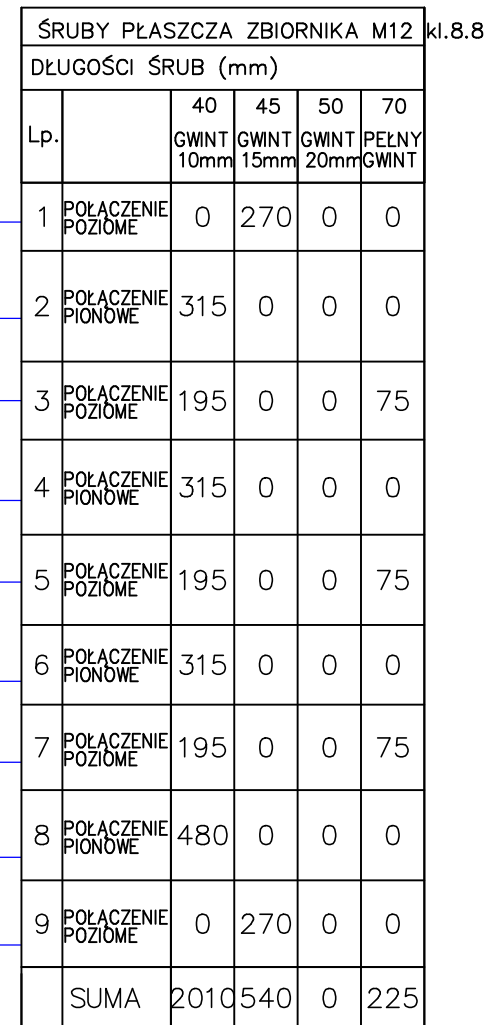 ŚRUBY PŁASZCZA ZBIORNIKA M12 kl.8.8
DŁUGOŚCI ŚRUB (mm)
Lp. 40 45 50 70
GWINT GWINT GWINT PEŁNY
10mm 15mm 20mm GWINT
1 POŁĄCZENIE POZIOME 0 270 0 0
2 POŁĄCZENIE PIONOWE 315 0 0 0
3 POŁĄCZENIE POZIOME 195 0 0 75
4 POŁĄCZENIE PIONOWE 315 0 0 0
5 POŁĄCZENIE POZIOME 195 0 0 75
6 POŁĄCZENIE PIONOWE 315 0 0 0
7 POŁĄCZENIE POZIOME 195 0 0 75
8 POŁĄCZENIE PIONOWE 480 0 0 0
9 POŁĄCZENIE POZIOME 0 270 0 0
SUMA 2010 540 0 225